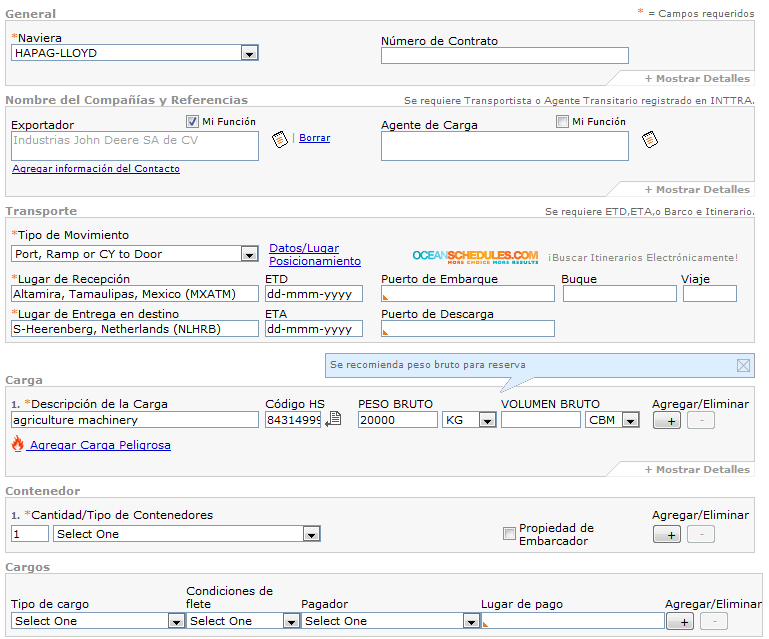 General
* = Campos requeridos
*Naviera
HAPAG-LLOYD
Número de Contrato
+ Mostrar Detalles
Nombre del Compañías y Referencias
Se requiere Transportista o Agente Transitario registrado en INTTRA.
Exportador
Mi Función
Industrias John Deere SA de CV
| Borrar
Agente de Carga
Mi Función
Agregar información del Contacto
+ Mostrar Detalles
Transporte
Se requiere ETD,ETA,o Barco e Itinerario.
*Tipo de Movimiento
Port, Ramp or CY to Door
Datos/Lugar
Posicionamiento
OCEANSCHEDULES.COM
MORE CHOICE MORE RESULTS
¡Buscar Itinerarios Electrónicamente!
*Lugar de Recepción
ETD
Puerto de Embarque
Buque
Viaje
Altamira, Tamaulipas, Mexico (MXATM)
dd-mmm-yyyy
*Lugar de Entrega en destino
ETA
Puerto de Descarga
S-Heerenberg, Netherlands (NLHRB)
dd-mmm-yyyy
Se recomienda peso bruto para reserva
Carga
1. *Descripción de la Carga
Código HS
PESO BRUTO
VOLUMEN BRUTO
Agregar/Eliminar
agriculture machinery
84314999
20000
KG
CBM
+
-
Agregar Carga Peligrosa
+ Mostrar Detalles
Contenedor
1. *Cantidad/Tipo de Contenedores
Agregar/Eliminar
1
Select One
Propiedad de
Embarcador
+
-
Cargos
Tipo de cargo
Condiciones de
flete
Pagador
Lugar de pago
Agregar/Eliminar
Select One
Select One
Select One
+
-